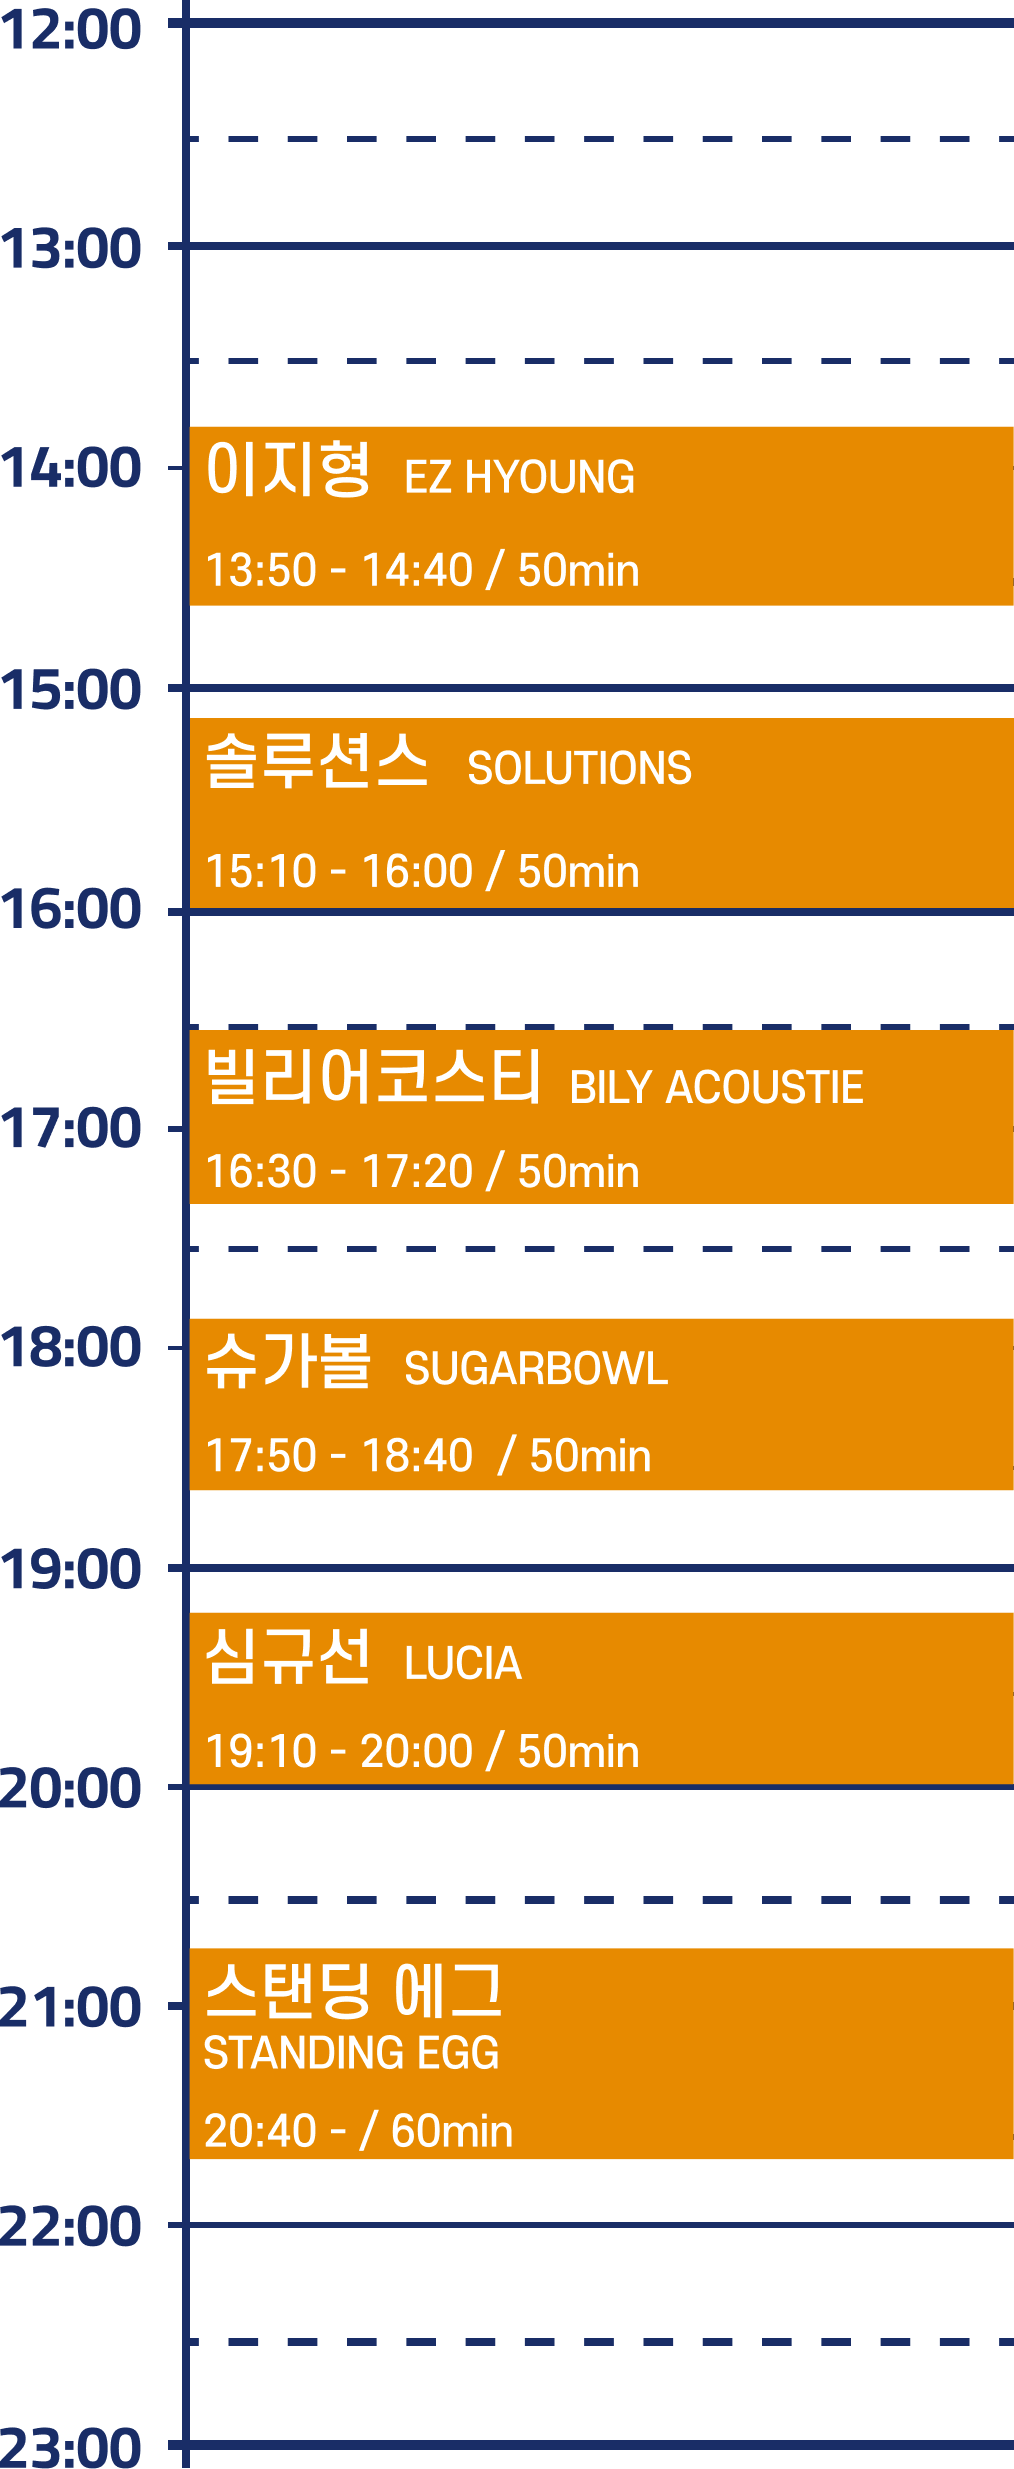 12:00
13:00
14:00
이지형 EZ HYOUNG
13:50 - 14:40 / 50min
15:00
솔루션스 SOLUTIONS
15:10 - 16:00 / 50min
16:00
빌리어코스티 BILY ACOUSTIE
17:00
16:30 - 17:20 / 50min
18:00
슈가볼 SUGARBOWL
17:50 - 18:40 / 50min
19:00
심규선 LUCIA
19:10 - 20:00 / 50min
20:00
스탠딩 에그
21:00
STANDING EGG
20:40 - / 60min
22:00
23:00